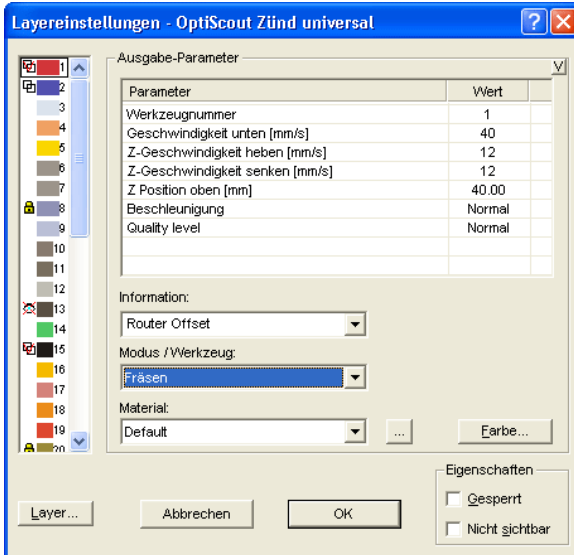 Layereinstellungen - OptiScout Zünd universal
1
2
3
4
5
6
7
8
9
10
11
12
13
14
15
16
17
18
19
20
Ausgabe-Parameter
V
Parameter Wert
Werkzeugnummer 1
Geschwindigkeit unten [mm/s] 40
Z-Geschwindigkeit heben [mm/s] 12
Z-Geschwindigkeit senken [mm/s] 12
Z Position oben [mm] 40.00
Beschleunigung Normal
Quality level Normal
Information:
Router Offset
Modus / Werkzeug:
Fräsen
Material:
Default
...
Farbe...
Eigenschaften
Gesperrt
Nicht sichtbar
Layer...
Abbrechen
OK